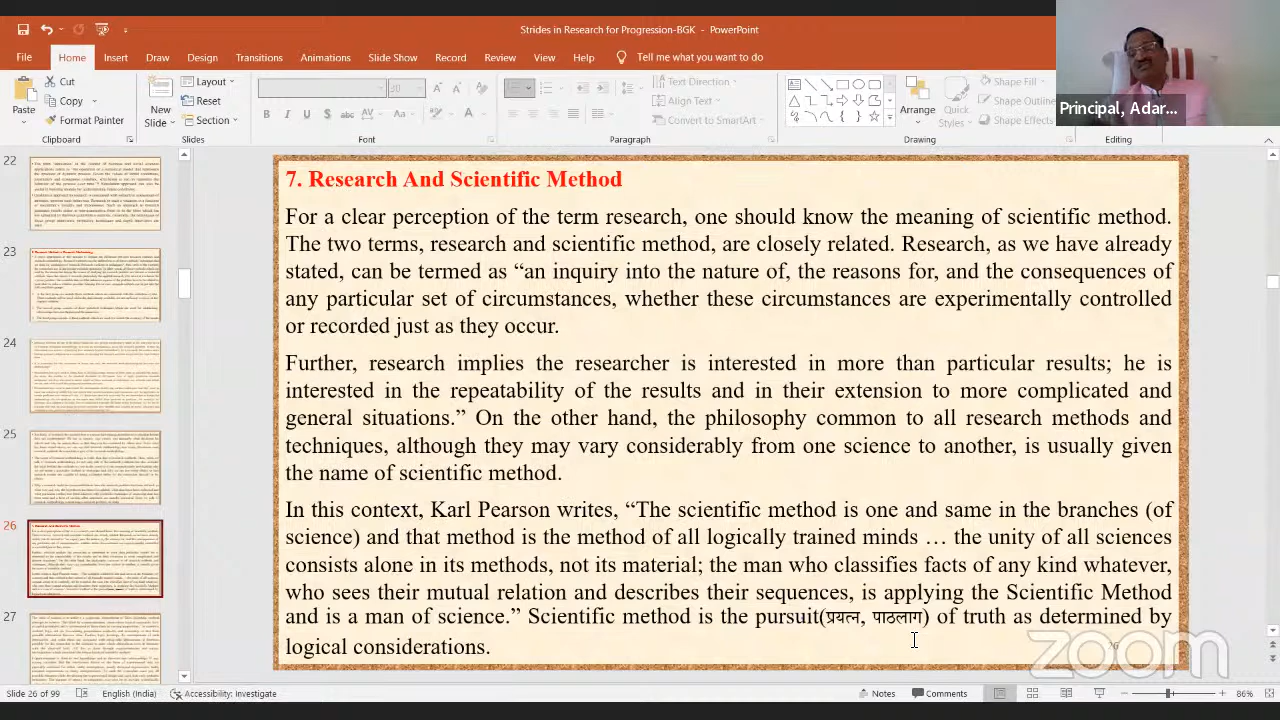 Strides in Research for Progression-BGK - PowerPoint
File Home Insert Draw Design Transitions Animations Slide Show Record Review View Help Tell me what you want to do
Principal, Adar...
Paste
Cut
Copy
Format Painter
Clipboard
New Slide
Layout
Reset
Section
Slides
30
Font
Text Direction
Align Text
Convert to SmartArt
Paragraph
Arrange
Quick Styles
Shape Fill
Shape Outline
Shape Effects
Drawing
Editing
22
23
24
25
26
27
7. Research And Scientific Method
For a clear perception of the term research, one should know the meaning of scientific method.
The two terms, research and scientific method, are closely related. Research, as we have already
stated, can be termed as “an inquiry into the nature of, the reasons for, and the consequences of
any particular set of circumstances, whether these circumstances are experimentally controlled
or recorded just as they occur.
Further, research implies the researcher is interested in more than particular results; he is
interested in the repeatability of the results and in their extension to more complicated and
general situations.” On the other hand, the philosophy common to all research methods and
techniques, although they may vary considerably from one science to another, is usually given
the name of scientific method.
In this context, Karl Pearson writes, “The scientific method is one and same in the branches (of
science) and that method is the method of all logically trained minds … the unity of all sciences
consists alone in its methods, not its material; the man who classifies facts of any kind whatever,
who sees their mutual relation and describes their sequences, is applying the Scientific Method
and is a man of science.” Scientific method is the pursuit(प्रयत्न, पाठलाग) of truth as determined by
logical considerations.
26
zoom
English (India) Accessibility: Investigate Notes Comments 86%